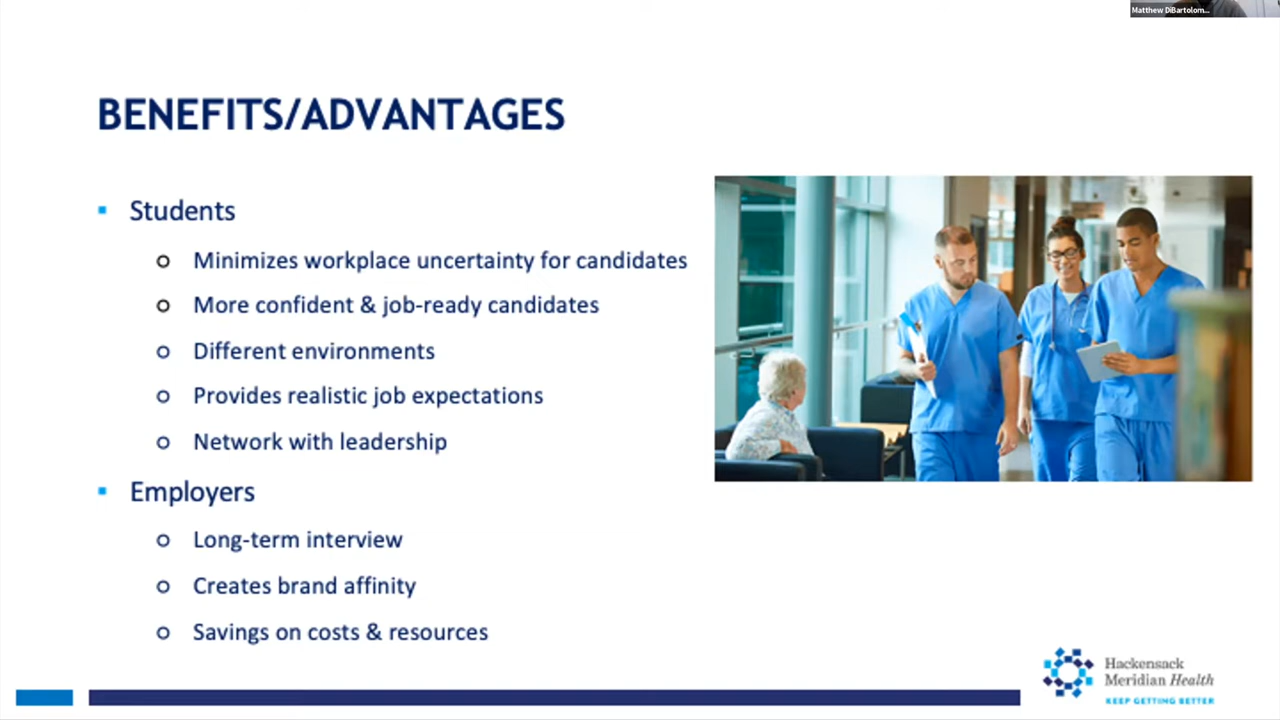 Matthew DiBartolom...
BENEFITS/ADVANTAGES
Students
Minimizes workplace uncertainty for candidates
More confident & job-ready candidates
Different environments
Provides realistic job expectations
Network with leadership
Employers
Long-term interview
Creates brand affinity
Savings on costs & resources
Hackensack
Meridian Health
KEEP GETTING BETTER